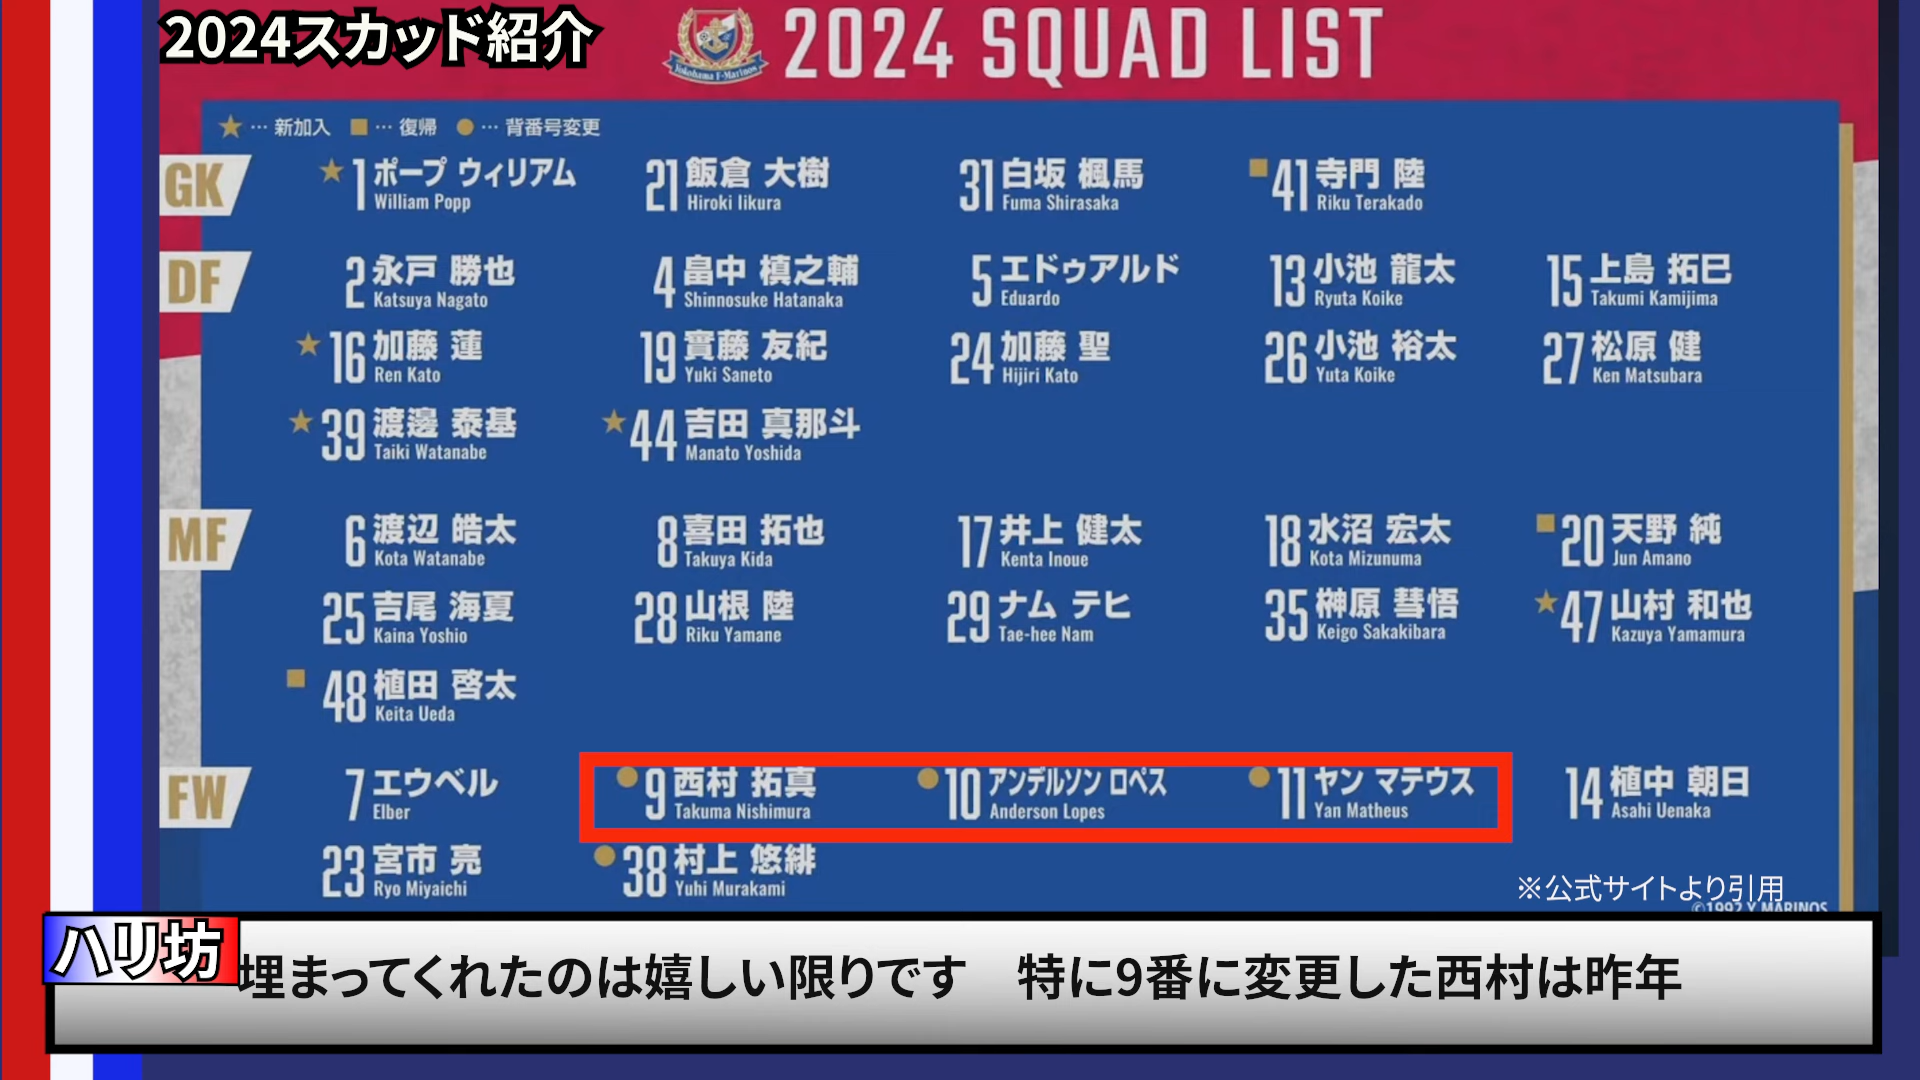 2024スカッド紹介
Yokohama F·Marinos
2024 SQUAD LIST
★ … 新加入 ■ … 復帰 ● … 背番号変更
GK
★ 1 ポープ ウィリアム
William Popp
21 飯倉 大樹
Hiroki Iikura
31 白坂 楓馬
Fuma Shirasaka
■ 41 寺門 陸
Riku Terakado
DF
2 永戸 勝也
Katsuya Nagato
4 畠中 槙之輔
Shinnosuke Hatanaka
5 エドゥアルド
Eduardo
13 小池 龍太
Ryuta Koike
15 上島 拓巳
Takumi Kamijima
★ 16 加藤 蓮
Ren Kato
19 實藤 友紀
Yuki Saneto
24 加藤 聖
Hijiri Kato
26 小池 裕太
Yuta Koike
27 松原 健
Ken Matsubara
★ 39 渡邊 泰基
Taiki Watanabe
★ 44 吉田 真那斗
Manato Yoshida
MF
6 渡辺 皓太
Kota Watanabe
8 喜田 拓也
Takuya Kida
17 井上 健太
Kenta Inoue
18 水沼 宏太
Kota Mizunuma
■ 20 天野 純
Jun Amano
25 吉尾 海夏
Kaina Yoshio
28 山根 陸
Riku Yamane
29 ナム テヒ
Tae-hee Nam
35 榊原 彗悟
Keigo Sakakibara
★ 47 山村 和也
Kazuya Yamamura
■ 48 植田 啓太
Keita Ueda
FW
7 エウベル
Elber
● 9 西村 拓真
Takuma Nishimura
● 10 アンデルソン ロペス
Anderson Lopes
● 11 ヤン マテウス
Yan Matheus
14 植中 朝日
Asahi Uenaka
23 宮市 亮
Ryo Miyaichi
● 38 村上 悠緋
Yuhi Murakami
※公式サイトより引用
©1992 Y.MARINOS
ハリ坊
埋まってくれたのは嬉しい限りです 特に9番に変更した西村は昨年